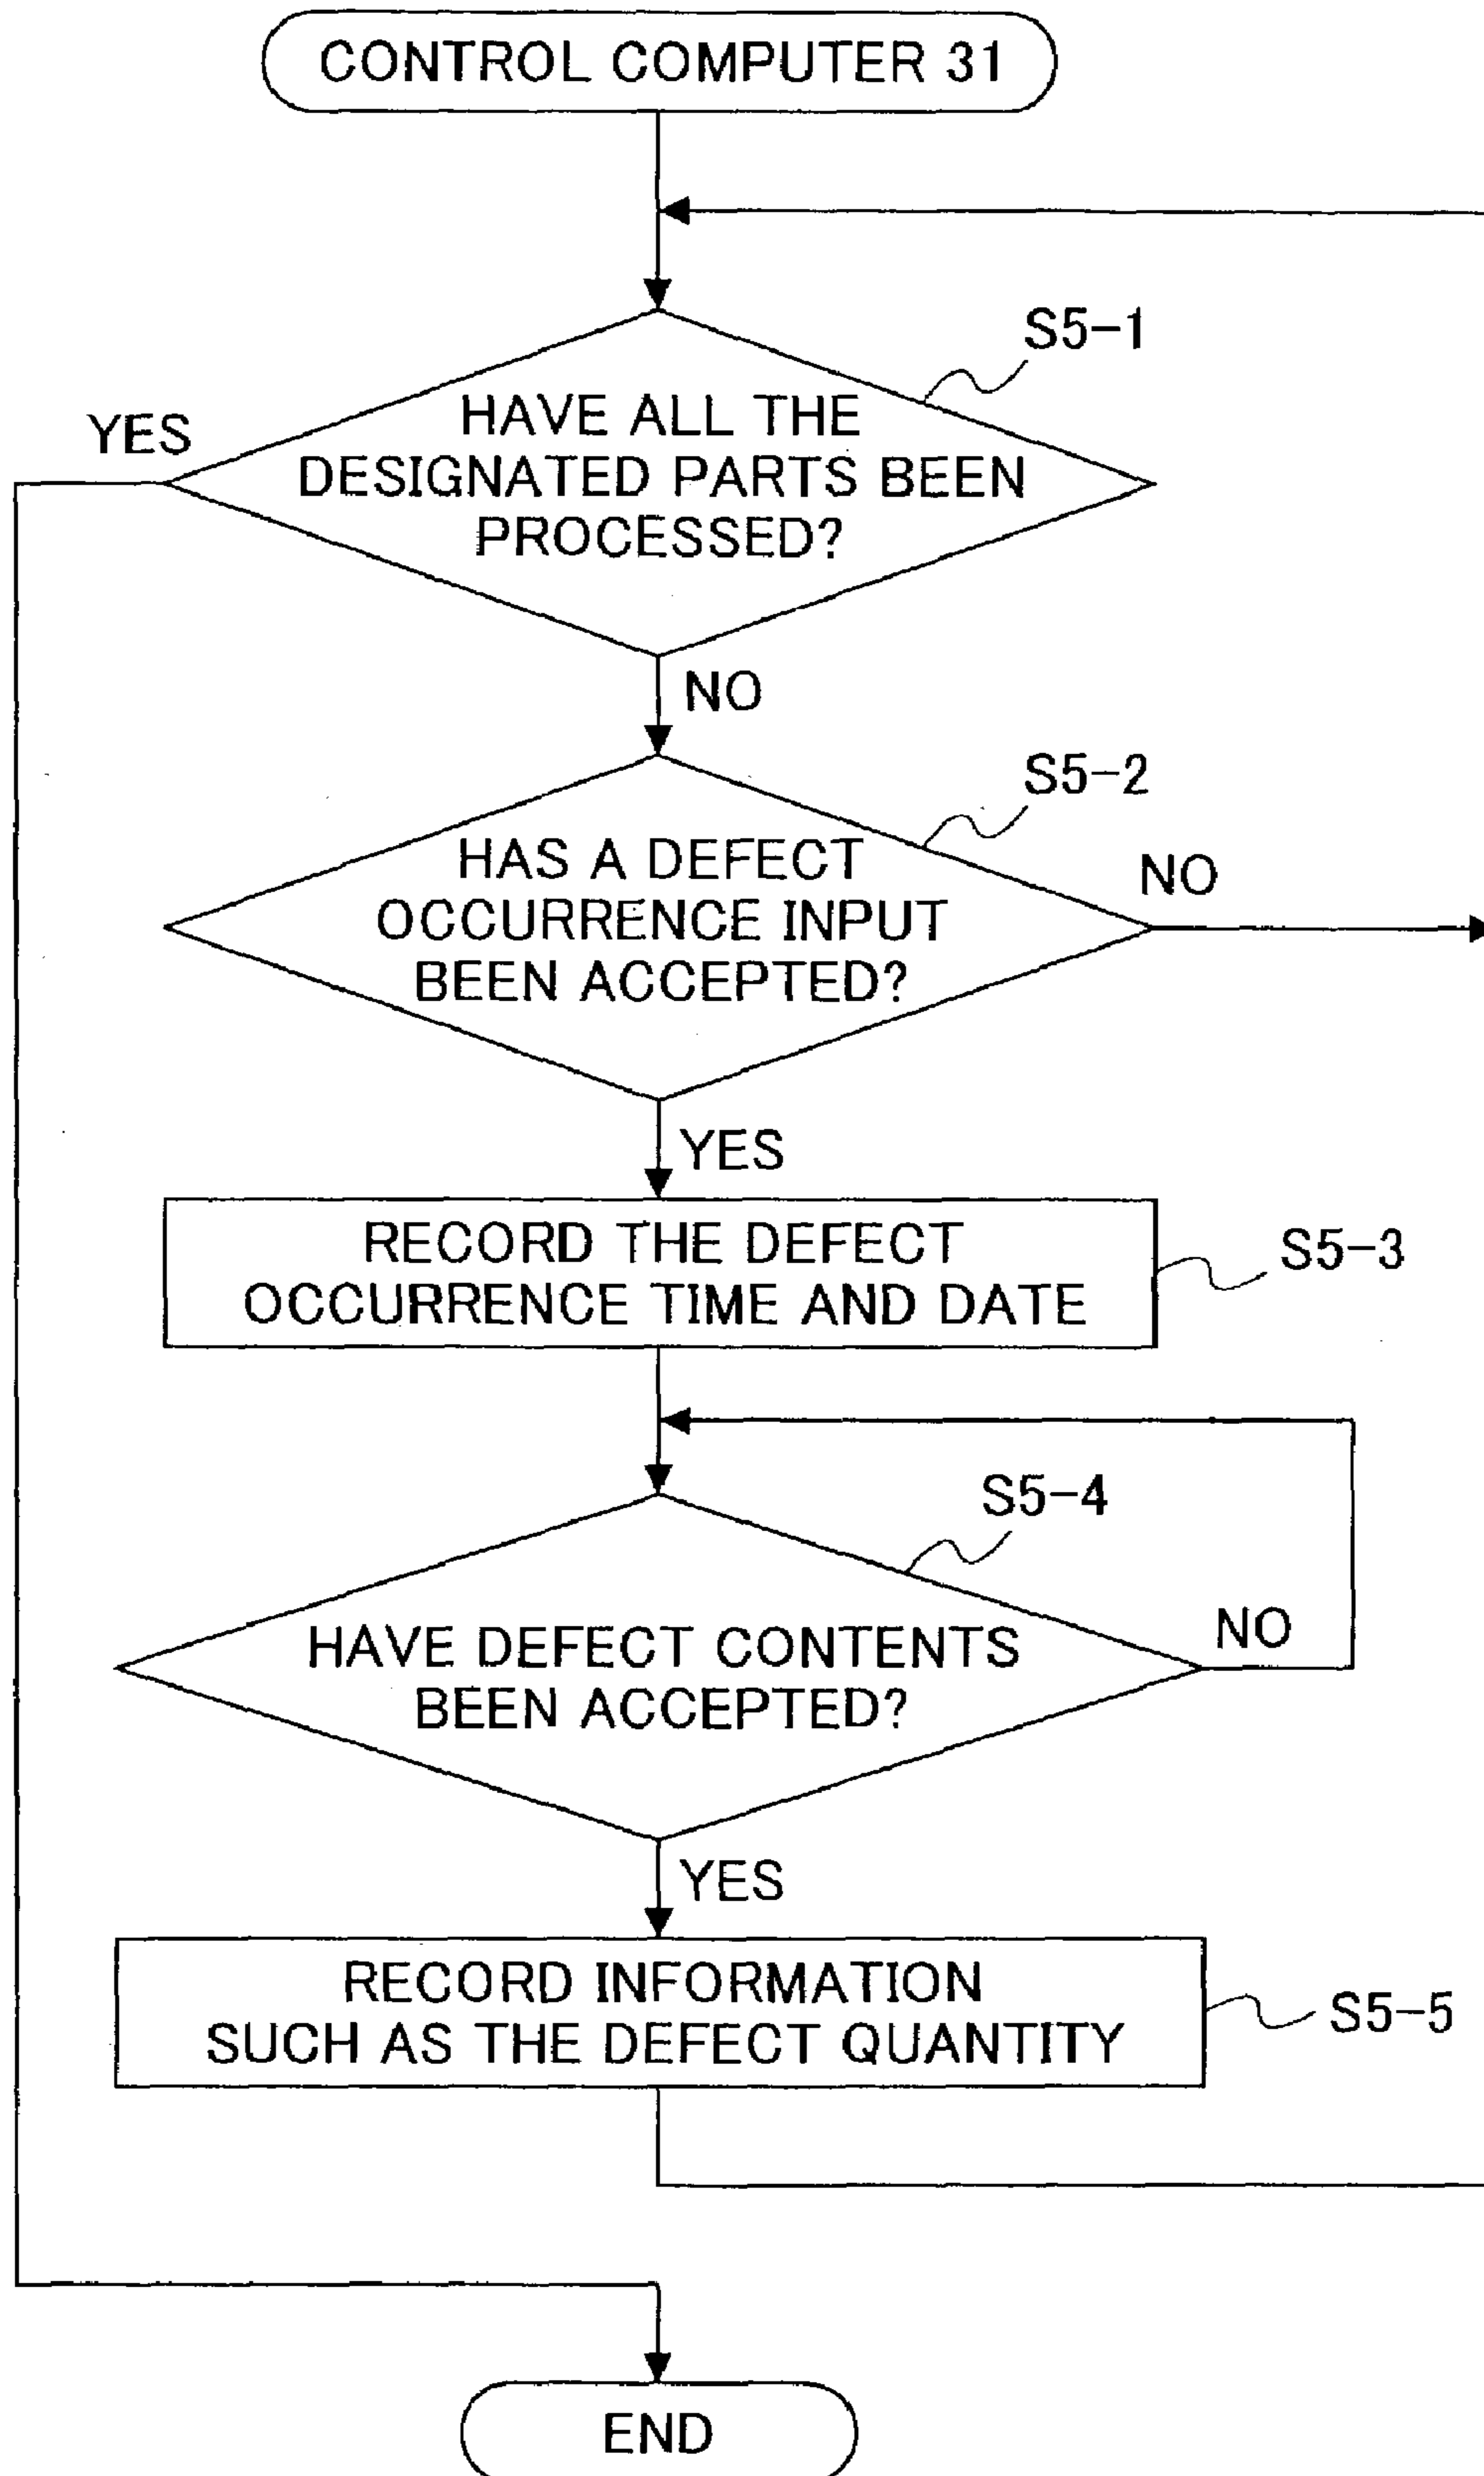 CONTROL COMPUTER 31
S5-1
HAVE ALL THE
DESIGNATED PARTS BEEN
PROCESSED?
YES
NO
S5-2
HAS A DEFECT
OCCURRENCE INPUT
BEEN ACCEPTED?
NO
YES
RECORD THE DEFECT
OCCURRENCE TIME AND DATE
S5-3
S5-4
HAVE DEFECT CONTENTS
BEEN ACCEPTED?
NO
YES
RECORD INFORMATION
SUCH AS THE DEFECT QUANTITY
S5-5
END